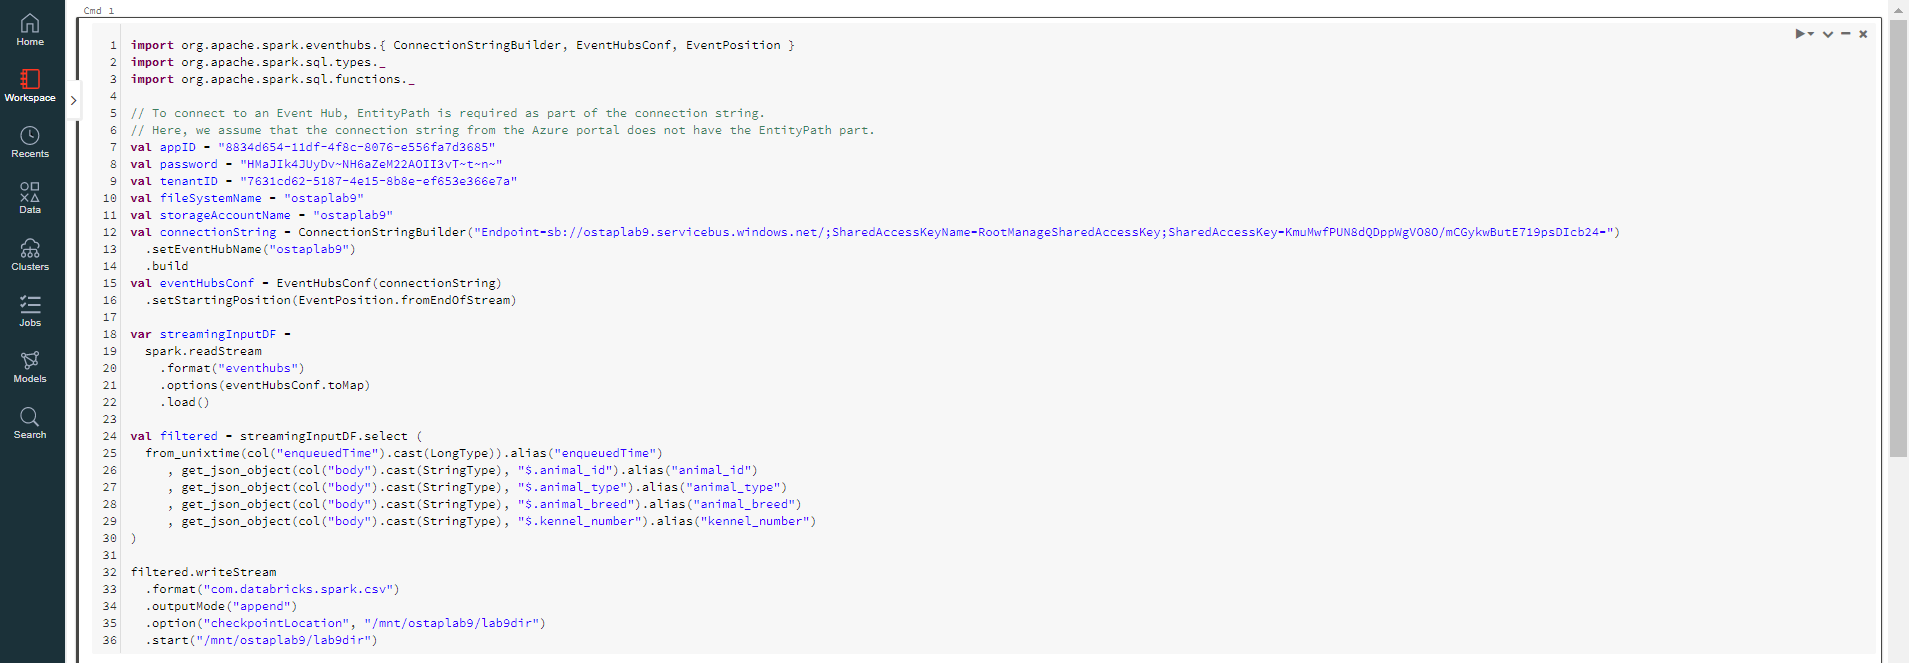 Cmd 1
Home
Workspace
Recents
Data
Clusters
Jobs
Models
Search
1 import org.apache.spark.eventhubs.{ ConnectionStringBuilder, EventHubsConf, EventPosition }
2 import org.apache.spark.sql.types._
3 import org.apache.spark.sql.functions._
4
5 // To connect to an Event Hub, EntityPath is required as part of the connection string.
6 // Here, we assume that the connection string from the Azure portal does not have the EntityPath part.
7 val appID = "8834d654-11df-4f8c-8076-e556fa7d3685"
8 val password = "HMaJIk4JUyDv~NH6aZeM22AOII3vT~t~n~"
9 val tenantID = "7631cd62-5187-4e15-8b8e-ef653e366e7a"
10 val fileSystemName = "ostaplab9"
11 val storageAccountName = "ostaplab9"
12 val connectionString = ConnectionStringBuilder("Endpoint=sb://ostaplab9.servicebus.windows.net/;SharedAccessKeyName=RootManageSharedAccessKey;SharedAccessKey=KmuMwfPUN8dQDppWgVO8O/mCGykwButE719psDIcb24=")
13   .setEventHubName("ostaplab9")
14   .build
15 val eventHubsConf = EventHubsConf(connectionString)
16   .setStartingPosition(EventPosition.fromEndOfStream)
17
18 var streamingInputDF =
19   spark.readStream
20     .format("eventhubs")
21     .options(eventHubsConf.toMap)
22     .load()
23
24 val filtered = streamingInputDF.select (
25   from_unixtime(col("enqueuedTime").cast(LongType)).alias("enqueuedTime")
26      , get_json_object(col("body").cast(StringType), "$.animal_id").alias("animal_id")
27      , get_json_object(col("body").cast(StringType), "$.animal_type").alias("animal_type")
28      , get_json_object(col("body").cast(StringType), "$.animal_breed").alias("animal_breed")
29      , get_json_object(col("body").cast(StringType), "$.kennel_number").alias("kennel_number")
30 )
31
32 filtered.writeStream
33   .format("com.databricks.spark.csv")
34   .outputMode("append")
35   .option("checkpointLocation", "/mnt/ostaplab9/lab9dir")
36   .start("/mnt/ostaplab9/lab9dir")